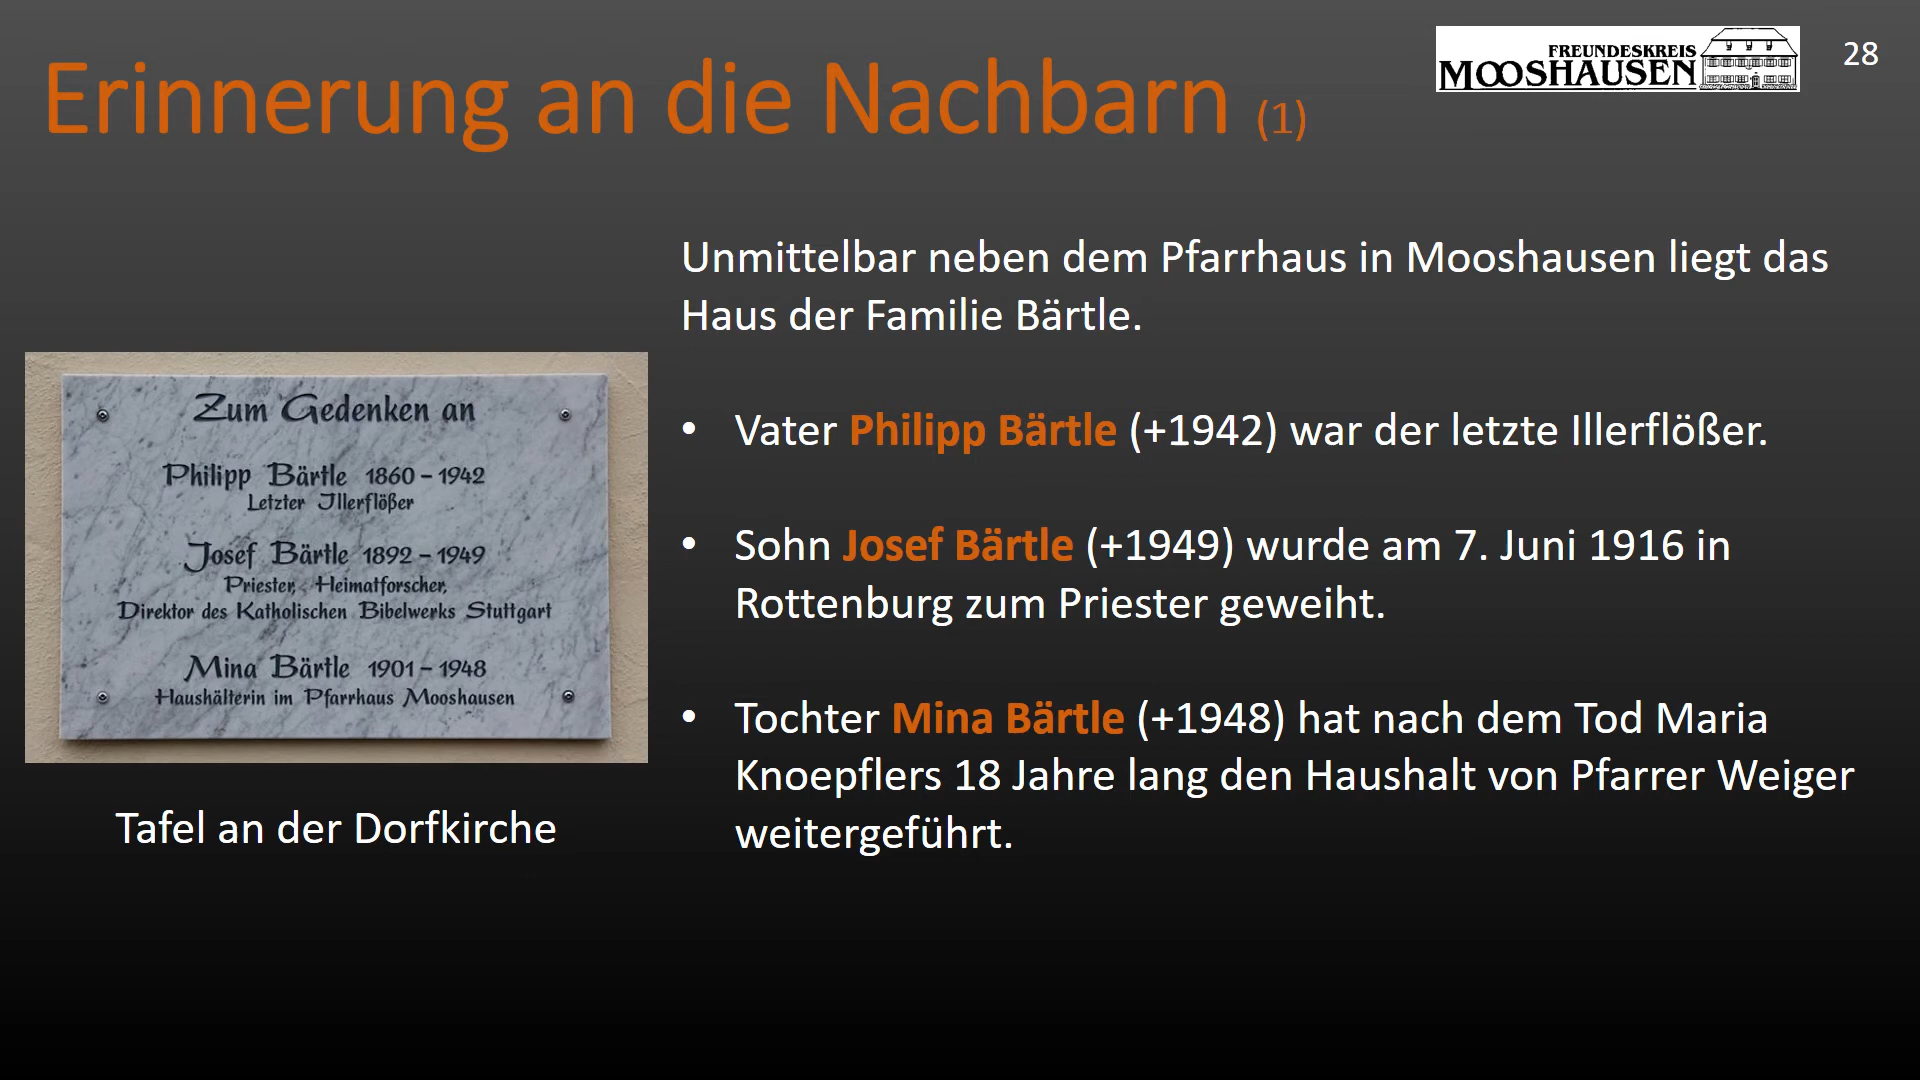 Erinnerung an die Nachbarn (1)
FREUNDESKREIS
MOOSHAUSEN
28
Unmittelbar neben dem Pfarrhaus in Mooshausen liegt das
Haus der Familie Bärtle.
• Vater Philipp Bärtle (+1942) war der letzte Illerflößer.
• Sohn Josef Bärtle (+1949) wurde am 7. Juni 1916 in
Rottenburg zum Priester geweiht.
• Tochter Mina Bärtle (+1948) hat nach dem Tod Maria
Knoepflers 18 Jahre lang den Haushalt von Pfarrer Weiger
weitergeführt.
Zum Gedenken an
Philipp Bärtle 1860 – 1942
Letzter Illerflößer
Josef Bärtle 1892 – 1949
Priester, Heimatforscher,
Direktor des Katholischen Bibelwerks Stuttgart
Mina Bärtle 1901 – 1948
Haushälterin im Pfarrhaus Mooshausen
Tafel an der Dorfkirche